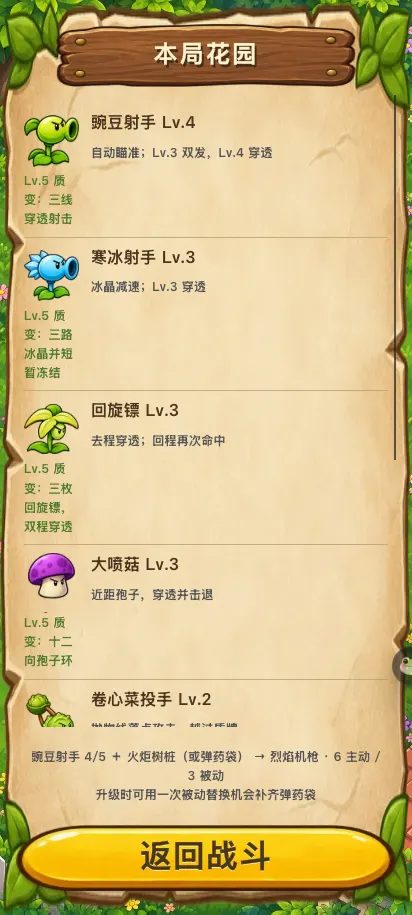 本局花园
豌豆射手 Lv.4
自动瞄准；Lv.3 双发，Lv.4 穿透
Lv.5 质
变：三线
穿透射击
寒冰射手 Lv.3
冰晶减速；Lv.3 穿透
Lv.5 质
变：三路
冰晶并短
暂冻结
回旋镖 Lv.3
去程穿透；回程再次命中
Lv.5 质
变：三枚
回旋镖，
双程穿透
大喷菇 Lv.3
近距孢子，穿透并击退
Lv.5 质
变：十二
向孢子环
卷心菜投手 Lv.2
豌豆射手 4/5 + 火炬树桩（或弹药袋） → 烈焰机枪 · 6 主动 /
3 被动
升级时可用一次被动替换机会补齐弹药袋
返回战斗